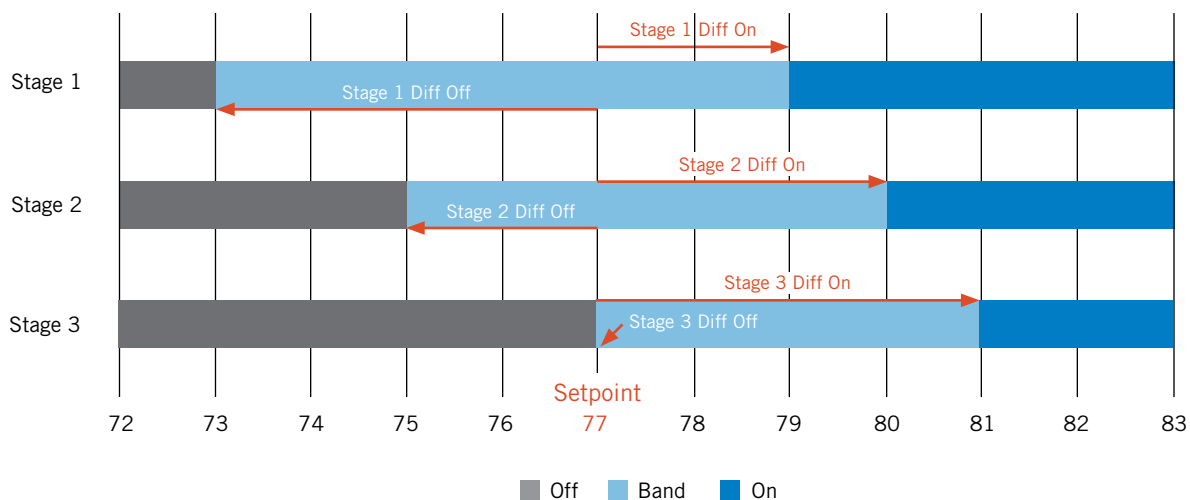 Stage 1 Diff On
Stage 1
Stage 1 Diff Off
Stage 2 Diff On
Stage 2
Stage 2 Diff Off
Stage 3 Diff On
Stage 3
Stage 3 Diff Off
Setpoint
72 73 74 75 76 77 78 79 80 81 82 83
Off Band On